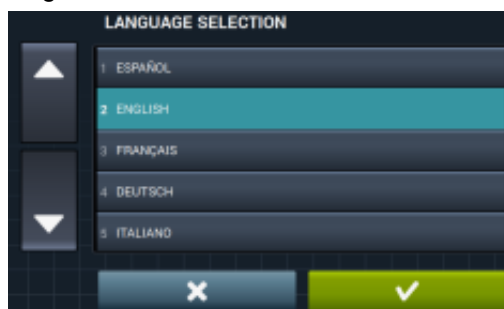 LANGUAGE SELECTION
1 ESPAÑOL
2 ENGLISH
3 FRANÇAIS
4 DEUTSCH
5 ITALIANO